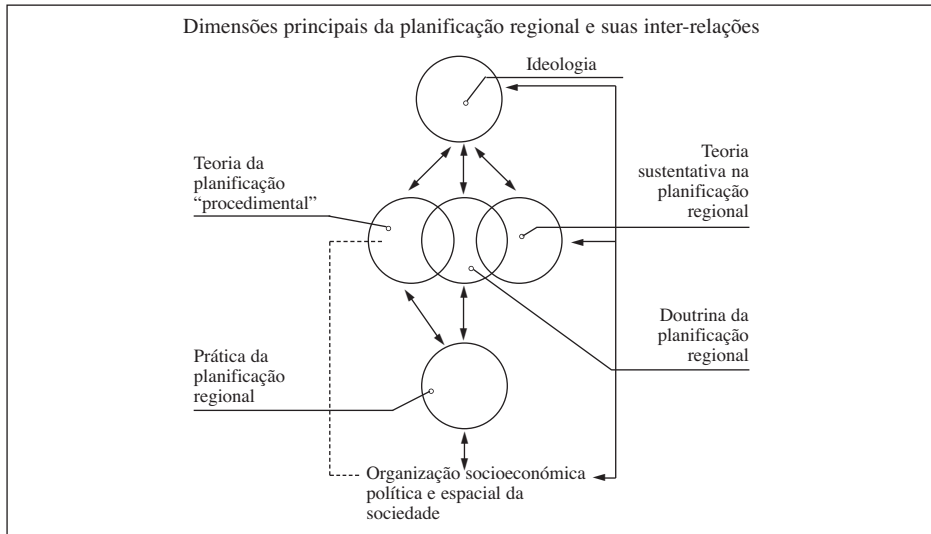 Dimensões principais da planificação regional e suas inter-relações
Ideologia
Teoria da
planificação
“procedimental”
Teoria
sustentativa na
planificação
regional
Doutrina da
planificação
regional
Prática da
planificação
regional
Organização socioeconómica
política e espacial da
sociedade